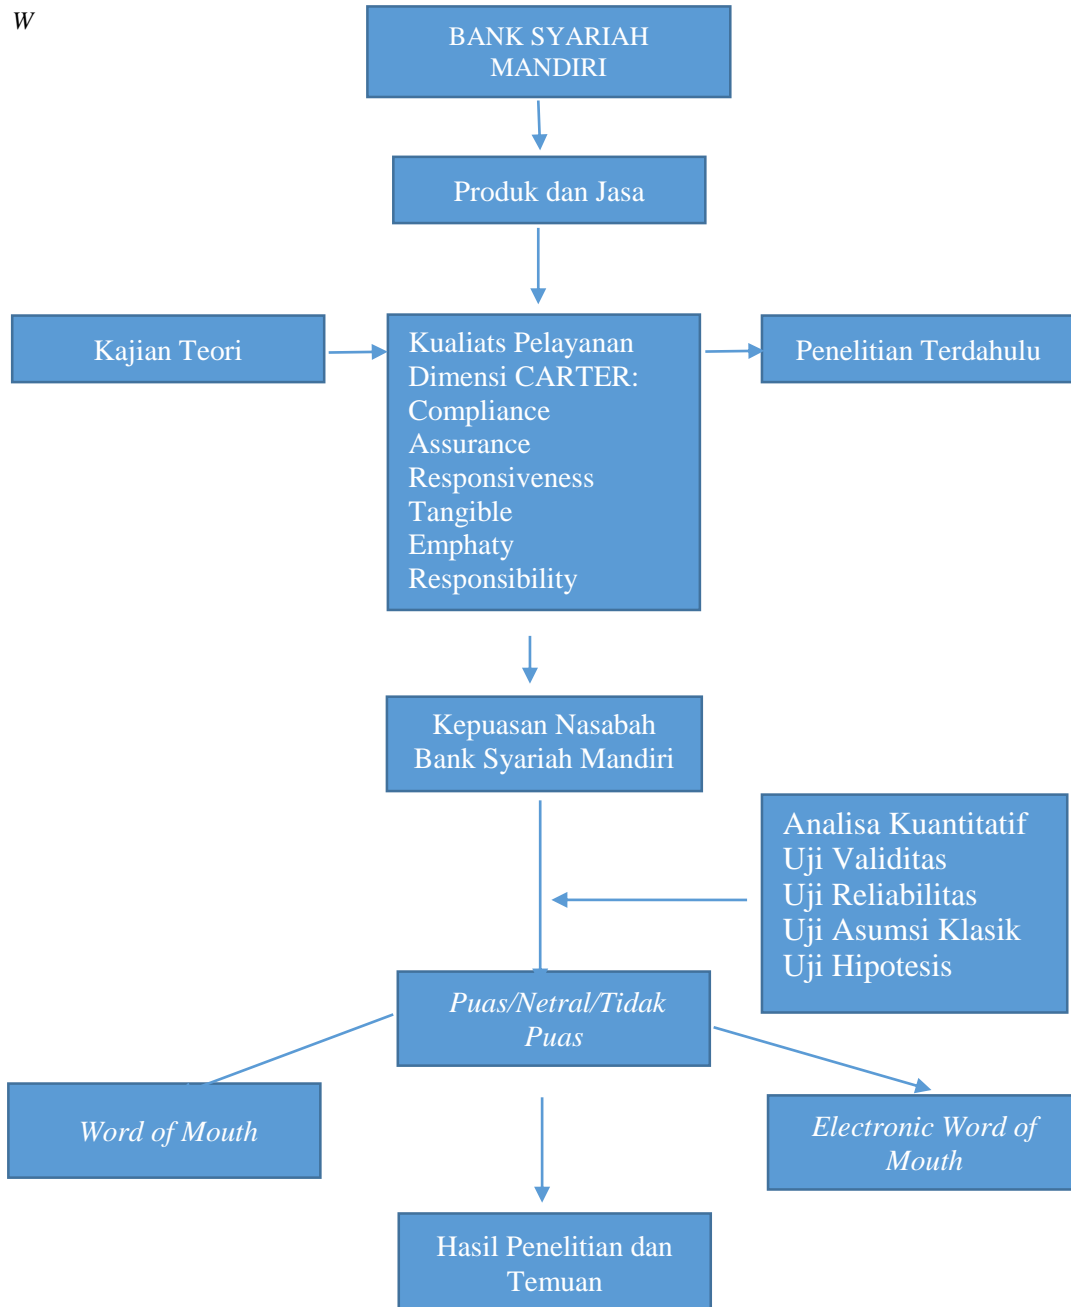 W
BANK SYARIAH
MANDIRI
Produk dan Jasa
Kajian Teori
Kualiats Pelayanan
Dimensi CARTER:
Compliance
Assurance
Responsiveness
Tangible
Emphaty
Responsibility
Penelitian Terdahulu
Kepuasan Nasabah
Bank Syariah Mandiri
Analisa Kuantitatif
Uji Validitas
Uji Reliabilitas
Uji Asumsi Klasik
Uji Hipotesis
Puas/Netral/Tidak
Puas
Word of Mouth
Electronic Word of
Mouth
Hasil Penelitian dan
Temuan